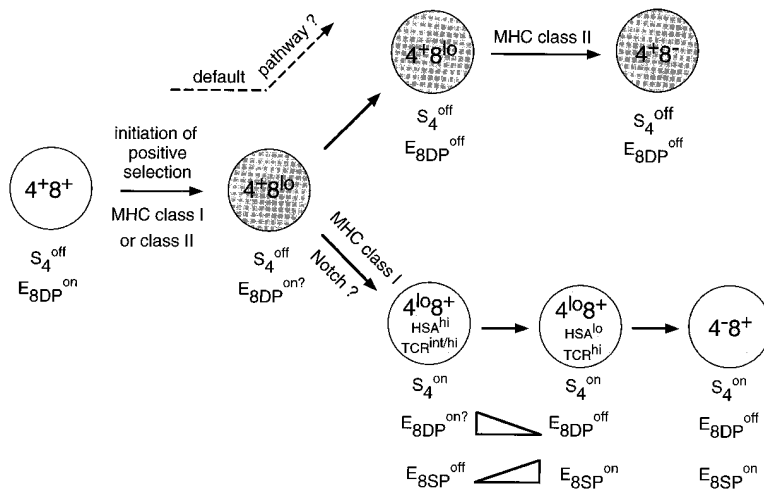 default pathway ?
4+8lo
MHC class II
4+8-
S4off
E8DPoff
S4off
E8DPoff
4+8+
initiation of
positive
selection
MHC class I
or class II
4+8lo
S4off
E8DPon
S4off
E8DPon?
MHC class I
Notch ?
4lo8+
HSAhi
TCRint/hi
4lo8+
HSAlo
TCRhi
4-8+
S4on
S4on
S4on
E8DPon?
E8DPoff
E8DPoff
E8SPoff
E8SPon
E8SPon